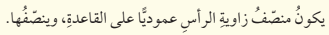 يكونُ منصّفُ زاويةِ الرأسِ عموديًّا على القاعدةِ، وينصّفُها.